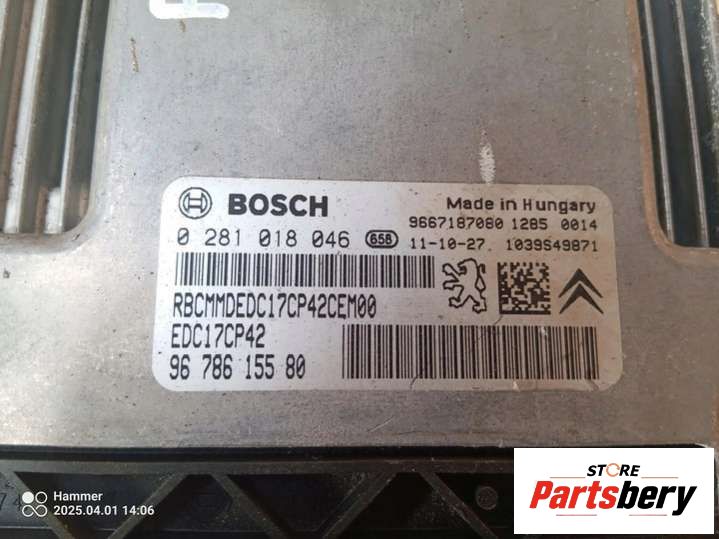 BOSCH
Made in Hungary
9667187080 1285 0014
0 281 018 046 658 11-10-27. 1039S49871
RBCMMDEDC17CP42CEM00
EDC17CP42
96 786 155 80
Hammer
2025.04.01 14:06
STORE
Partsbery